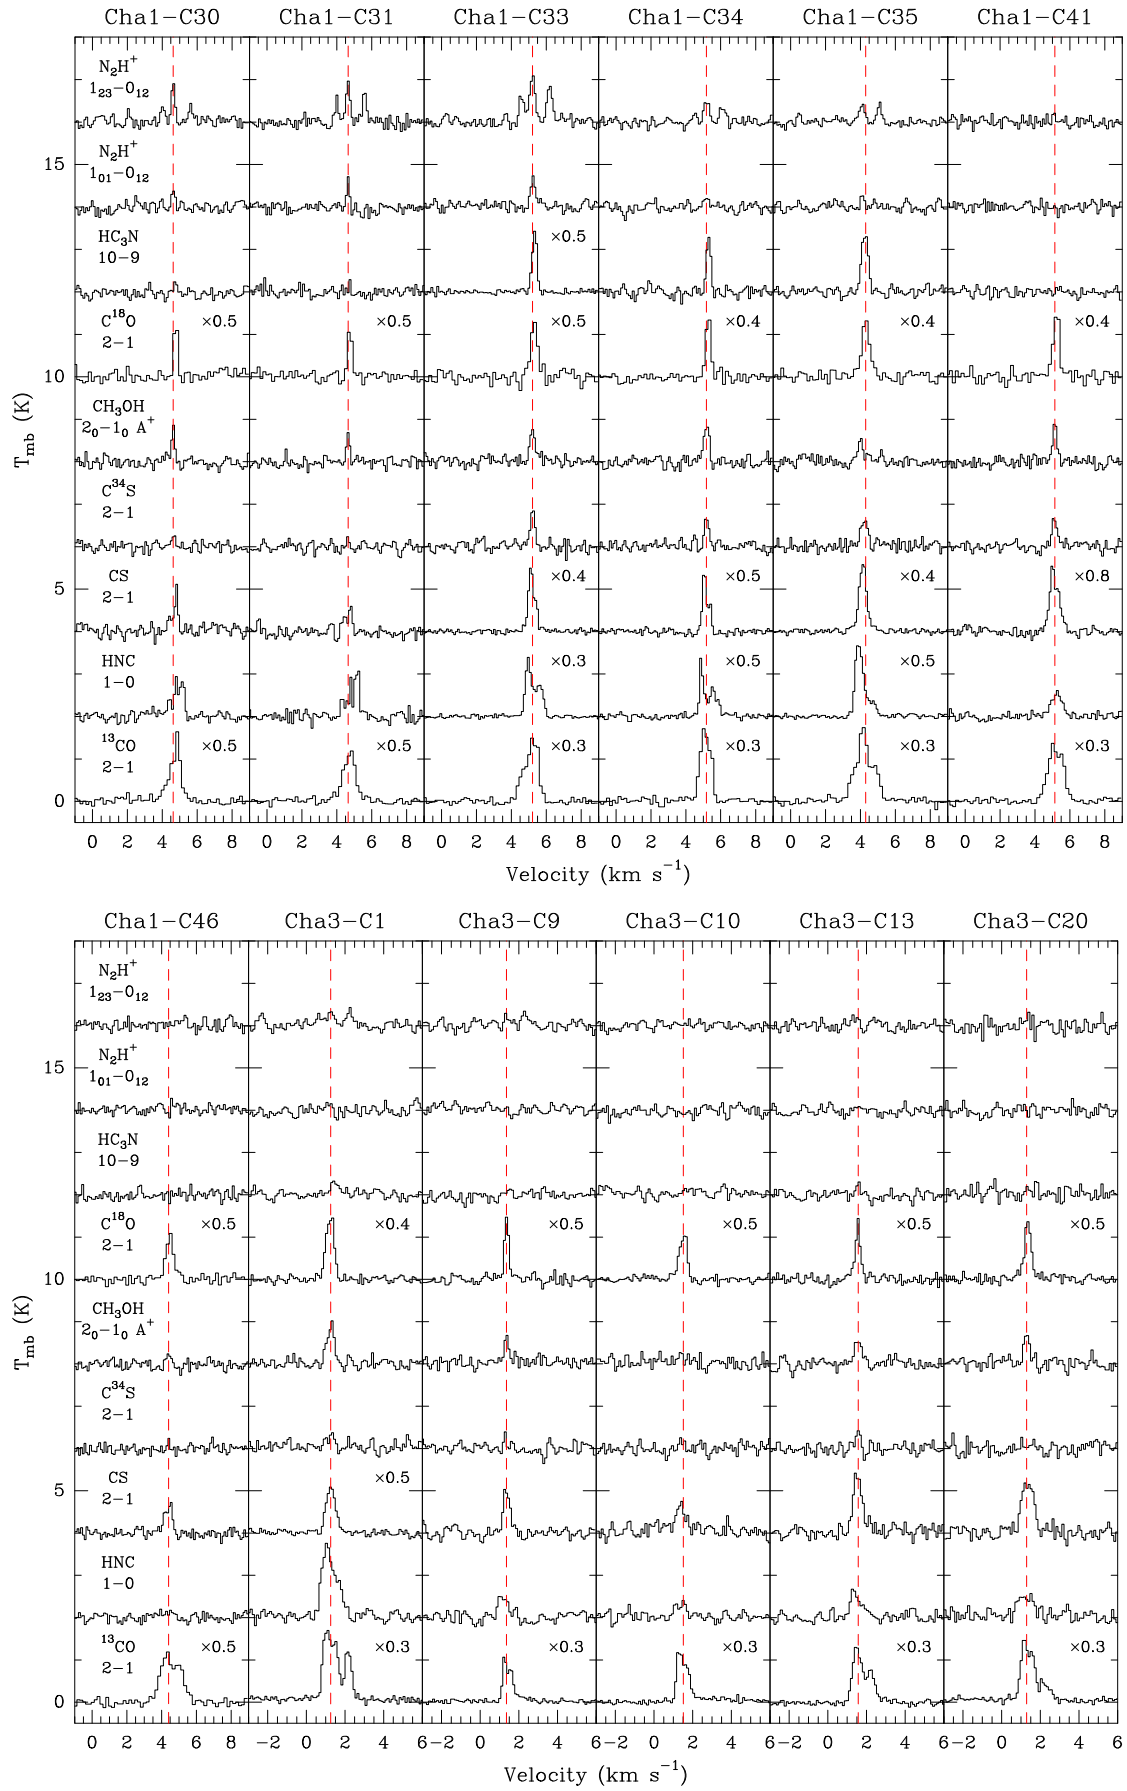 Cha1-C30 Cha1-C31 Cha1-C33 Cha1-C34 Cha1-C35 Cha1-C41
N₂H⁺
1₂₃-0₁₂
N₂H⁺
15
1₀₁-0₁₂
HC₃N ×0.5
10-9
C¹⁸O ×0.5 ×0.5 ×0.5 ×0.4 ×0.4 ×0.4
2-1
10
CH₃OH
2₀-1₀ A⁺
C³⁴S
2-1
CS ×0.4 ×0.5 ×0.4 ×0.8
5
2-1
HNC ×0.3 ×0.5 ×0.5
1-0
¹³CO ×0.5 ×0.5 ×0.3 ×0.3 ×0.3 ×0.3
2-1
0
T_mb (K)
0 2 4 6 8 0 2 4 6 8 0 2 4 6 8 0 2 4 6 8 0 2 4 6 8 0 2 4 6 8
Velocity (km s⁻¹)
Cha1-C46 Cha3-C1 Cha3-C9 Cha3-C10 Cha3-C13 Cha3-C20
N₂H⁺
1₂₃-0₁₂
N₂H⁺
15
1₀₁-0₁₂
HC₃N
10-9
C¹⁸O ×0.5 ×0.4 ×0.5 ×0.5 ×0.5 ×0.5
2-1
10
CH₃OH
2₀-1₀ A⁺
C³⁴S
2-1
CS ×0.5
5
2-1
HNC
1-0
¹³CO ×0.5 ×0.3 ×0.3 ×0.3 ×0.3 ×0.3
2-1
0
T_mb (K)
0 2 4 6 8 -2 0 2 4 6-2 0 2 4 6-2 0 2 4 6-2 0 2 4 6-2 0 2 4 6
Velocity (km s⁻¹)